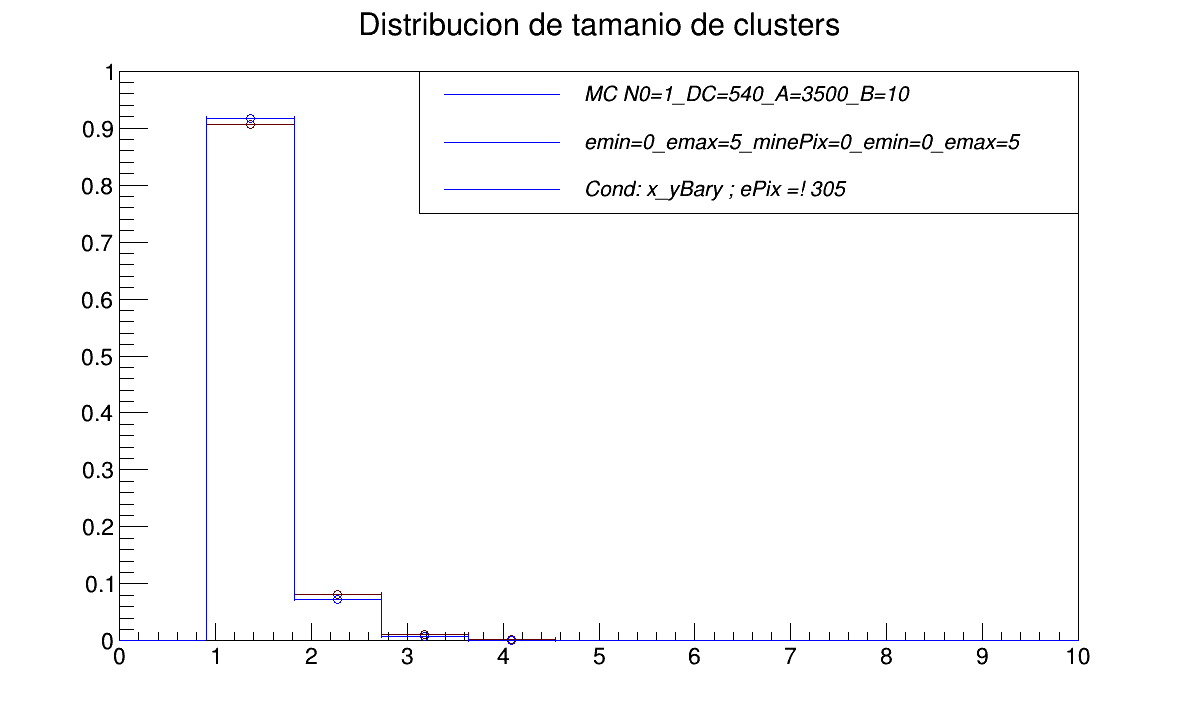 Distribucion de tamanio de clusters
MC N0=1_DC=540_A=3500_B=10
emin=0_emax=5_minePix=0_emin=0_emax=5
Cond: x_yBary ; ePix =! 305
1
0.9
0.8
0.7
0.6
0.5
0.4
0.3
0.2
0.1
0
0 1 2 3 4 5 6 7 8 9 10